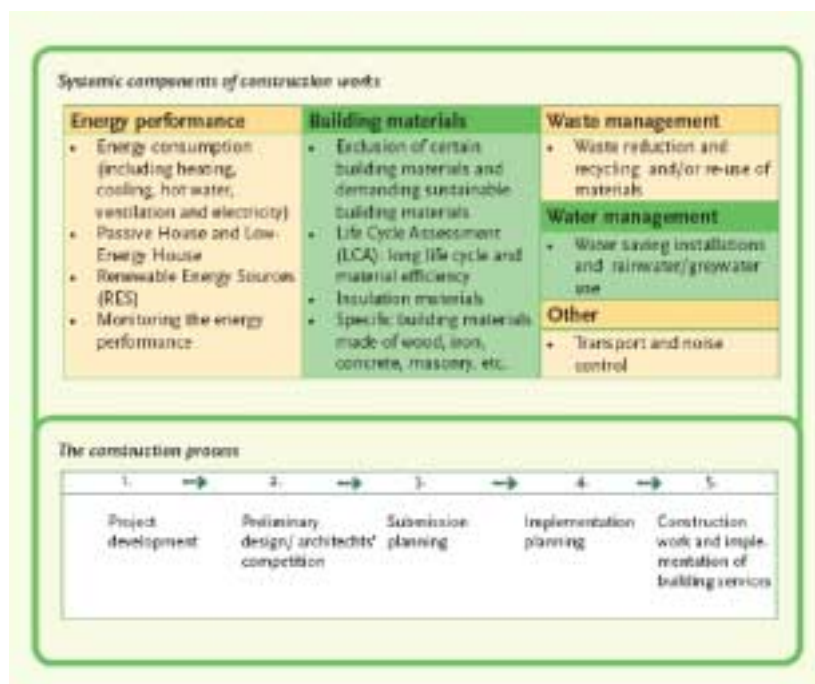 Systemic components of construction works
Energy performance
• Energy consumption
(including heating,
cooling, hot water,
ventilation and electricity)
• Passive House and Low-
Energy House
• Renewable Energy Sources
(RES)
• Monitoring the energy
performance
Building materials
• Exclusion of certain
building materials and
demanding sustainable
building materials
• Life Cycle Assessment
(LCA): long life cycle and
material efficiency
• Insulation materials
• Specific building materials
made of wood, iron,
concrete, masonry, etc.
Waste management
• Waste reduction and
recycling and/or re-use of
materials
Water management
• Water saving installations
and rainwater/greywater
use
Other
• Transport and noise
control
The construction process
1. → 2. → 3. → 4. → 5.
Project
development
Preliminary
design/ architechts'
competition
Submission
planning
Implementation
planning
Construction
work and imple-
mentation of
building services